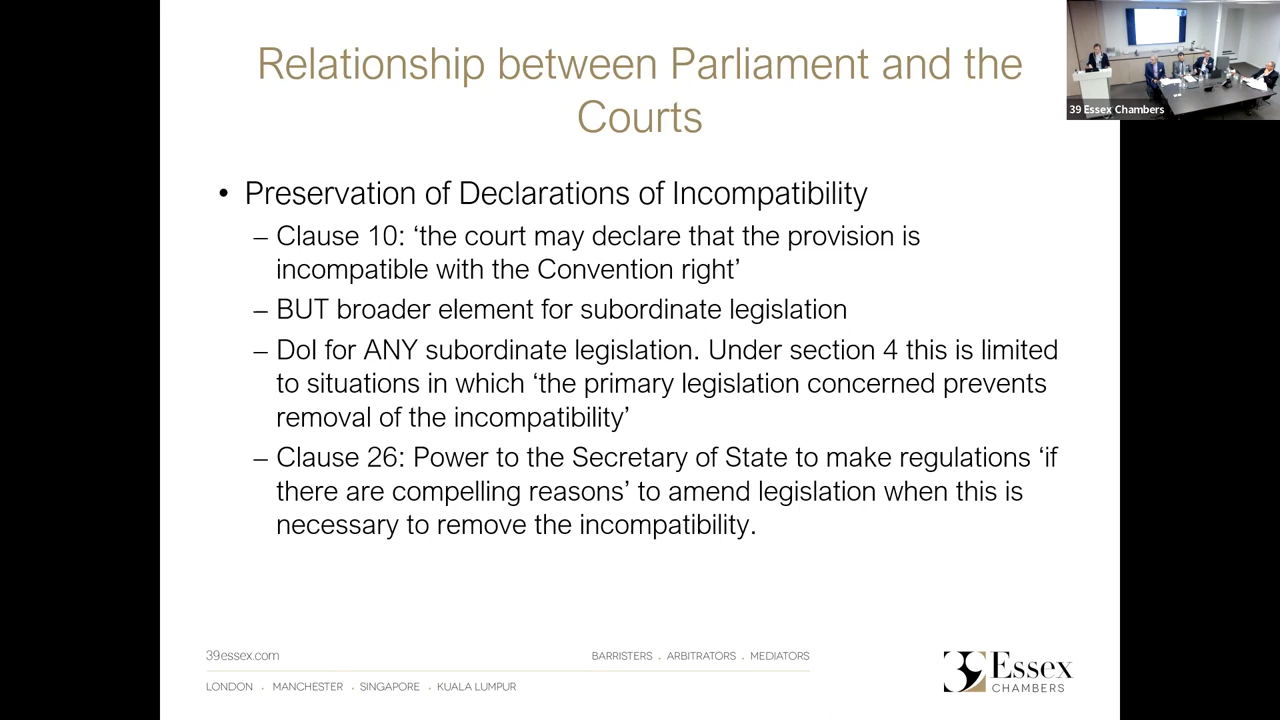 Relationship between Parliament and the
Courts
39 Essex Chambers
• Preservation of Declarations of Incompatibility
– Clause 10: ‘the court may declare that the provision is
incompatible with the Convention right’
– BUT broader element for subordinate legislation
– DoI for ANY subordinate legislation. Under section 4 this is limited
to situations in which ‘the primary legislation concerned prevents
removal of the incompatibility’
– Clause 26: Power to the Secretary of State to make regulations ‘if
there are compelling reasons’ to amend legislation when this is
necessary to remove the incompatibility.
39essex.com
BARRISTERS . ARBITRATORS . MEDIATORS
LONDON . MANCHESTER . SINGAPORE . KUALA LUMPUR
39 Essex
CHAMBERS